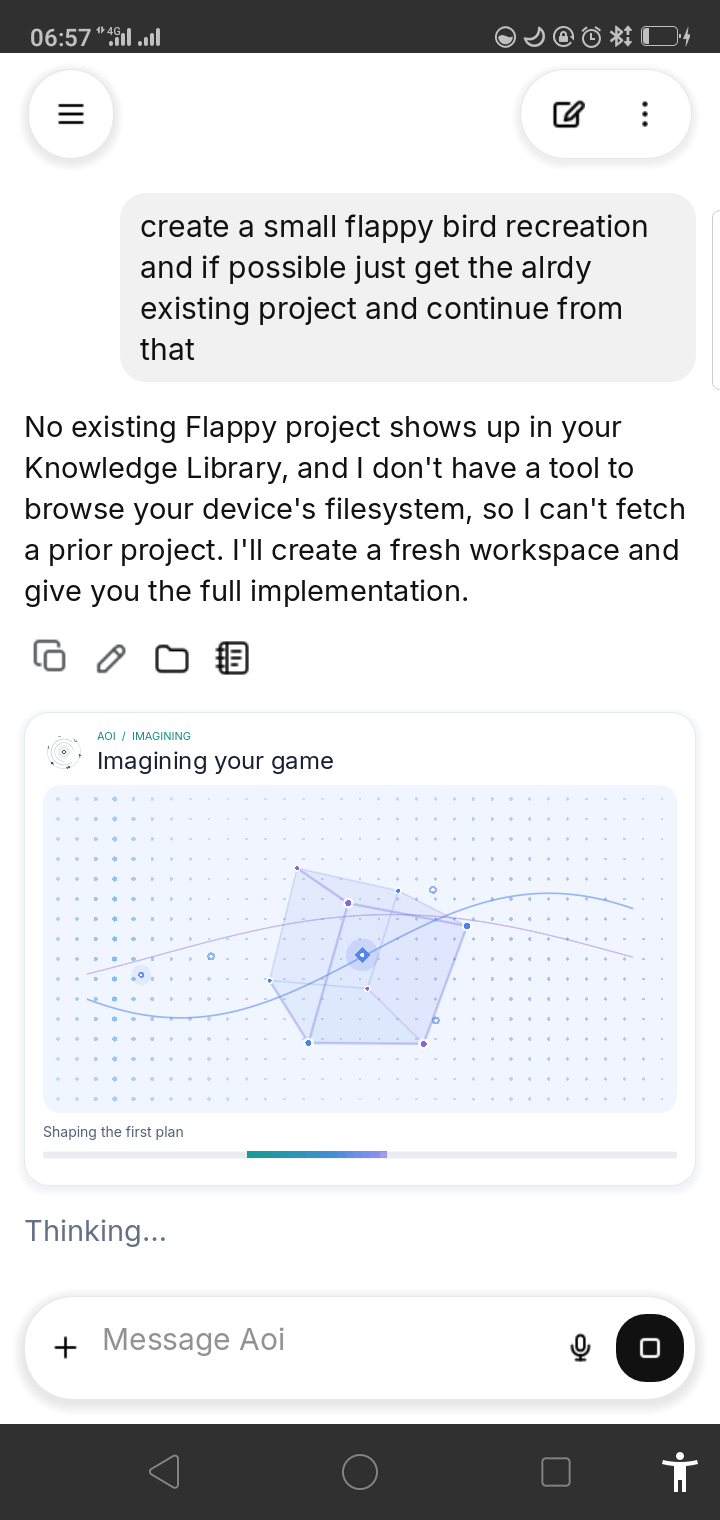 06:57 4G
create a small flappy bird recreation
and if possible just get the alrdy
existing project and continue from
that
No existing Flappy project shows up in your
Knowledge Library, and I don't have a tool to
browse your device's filesystem, so I can't fetch
a prior project. I'll create a fresh workspace and
give you the full implementation.
AOI / IMAGINING
Imagining your game
Shaping the first plan
Thinking...
Message Aoi